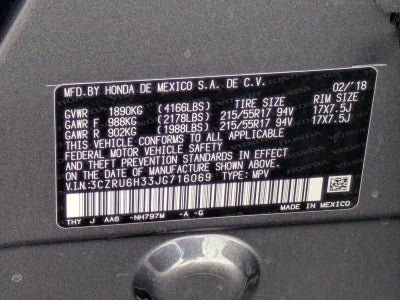 MFD. BY HONDA DE MEXICO S.A. DE C.V. 02/'18
TIRE SIZE RIM SIZE
GVWR 1890KG (4166LBS)
GAWR F 988KG (2178LBS) 215/55R17 94V 17X7.5J
GAWR R 902KG (1988LBS) 215/55R17 94V 17X7.5J
THIS VEHICLE CONFORMS TO ALL APPLICABLE
FEDERAL MOTOR VEHICLE SAFETY
AND THEFT PREVENTION STANDARDS IN EFFECT
ON THE DATE OF MANUFACTURE SHOWN ABOVE.
V.I.N: 3CZRU6H33JG716069 TYPE: MPV
THY J AA6 -NH797M -A -G MADE IN MEXICO